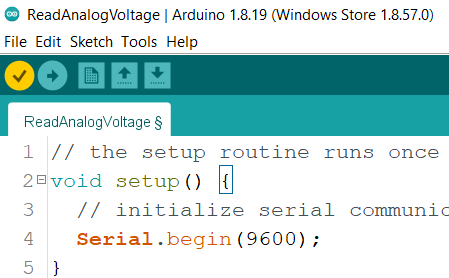 ReadAnalogVoltage | Arduino 1.8.19 (Windows Store 1.8.57.0)
File Edit Sketch Tools Help
ReadAnalogVoltage §
1 // the setup routine runs once
2 void setup() {
3 // initialize serial communic
4 Serial.begin(9600);
5 }